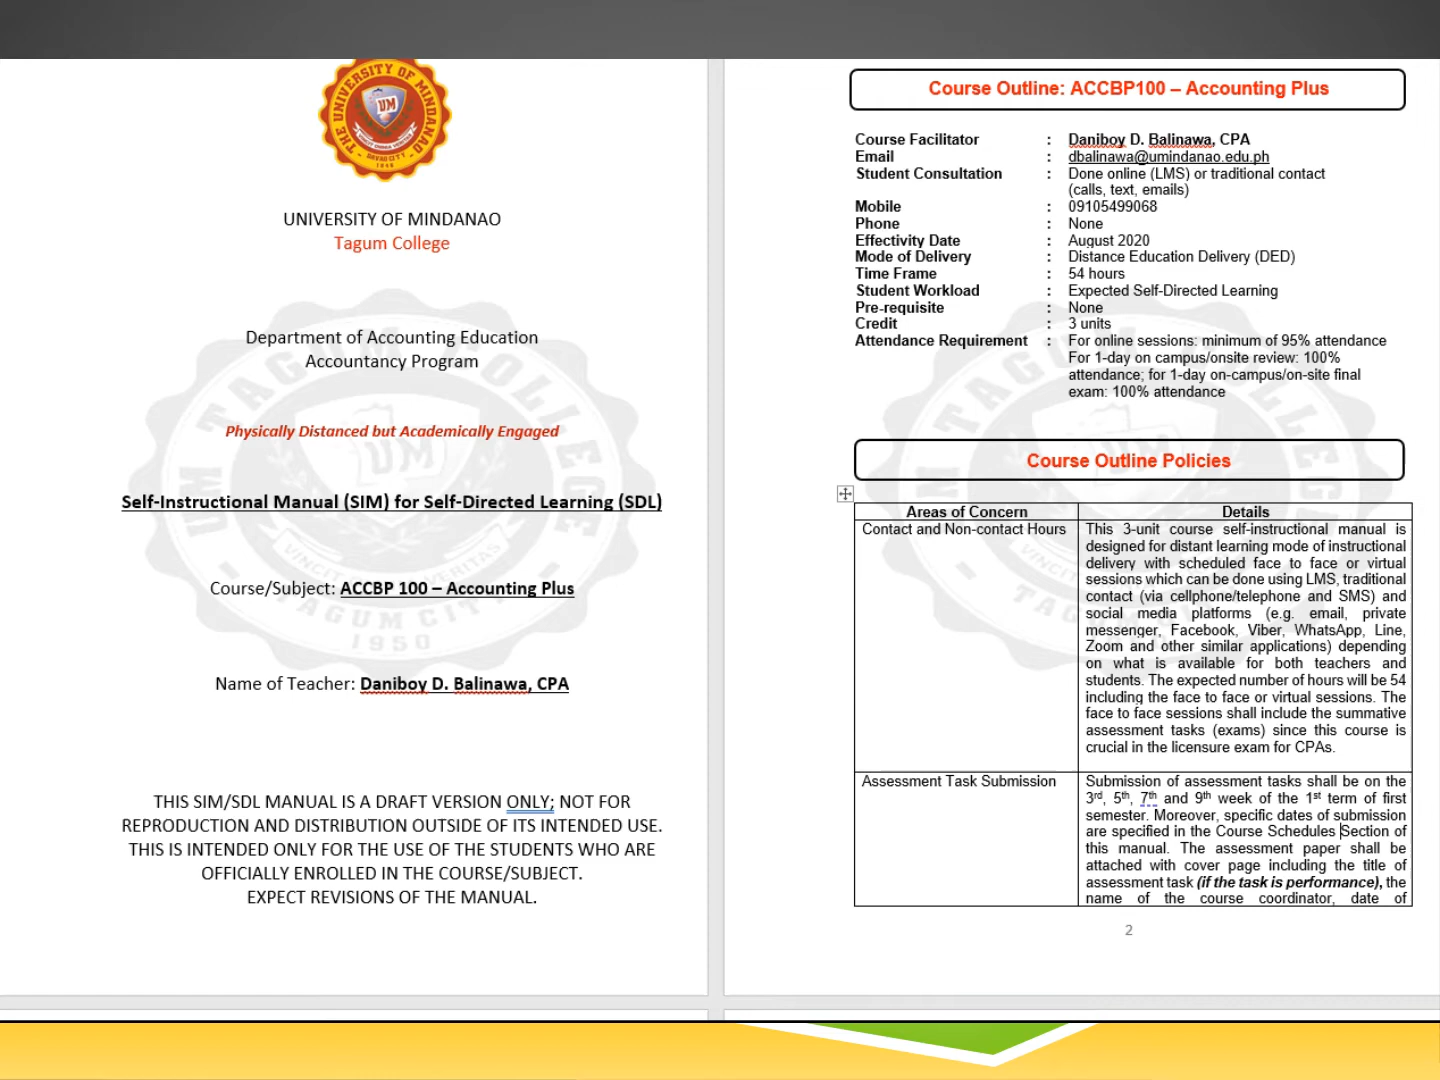 THE UNIVERSITY OF MINDANAO
UM
DAVAO CITY
1946
UNIVERSITY OF MINDANAO
Tagum College
Department of Accounting Education
Accountancy Program
Physically Distanced but Academically Engaged
Self-Instructional Manual (SIM) for Self-Directed Learning (SDL)
Course/Subject: ACCBP 100 – Accounting Plus
Name of Teacher: Daniboy D. Balinawa, CPA
THIS SIM/SDL MANUAL IS A DRAFT VERSION ONLY; NOT FOR
REPRODUCTION AND DISTRIBUTION OUTSIDE OF ITS INTENDED USE.
THIS IS INTENDED ONLY FOR THE USE OF THE STUDENTS WHO ARE
OFFICIALLY ENROLLED IN THE COURSE/SUBJECT.
EXPECT REVISIONS OF THE MANUAL.
UM TAGUM COLLEGE
UM
VINCIT OMNIA VERITAS
TAGUM CITY
1950
Course Outline: ACCBP100 – Accounting Plus
Course Facilitator : Daniboy D. Balinawa, CPA
Email : dbalinawa@umindanao.edu.ph
Student Consultation : Done online (LMS) or traditional contact
(calls, text, emails)
Mobile : 09105499068
Phone : None
Effectivity Date : August 2020
Mode of Delivery : Distance Education Delivery (DED)
Time Frame : 54 hours
Student Workload : Expected Self-Directed Learning
Pre-requisite : None
Credit : 3 units
Attendance Requirement : For online sessions: minimum of 95% attendance
For 1-day on campus/onsite review: 100%
attendance; for 1-day on-campus/on-site final
exam: 100% attendance
Course Outline Policies
Areas of Concern Details
Contact and Non-contact Hours This 3-unit course self-instructional manual is
designed for distant learning mode of instructional
delivery with scheduled face to face or virtual
sessions which can be done using LMS, traditional
contact (via cellphone/telephone and SMS) and
social media platforms (e.g. email, private
messenger, Facebook, Viber, WhatsApp, Line,
Zoom and other similar applications) depending
on what is available for both teachers and
students. The expected number of hours will be 54
including the face to face or virtual sessions. The
face to face sessions shall include the summative
assessment tasks (exams) since this course is
crucial in the licensure exam for CPAs.
Assessment Task Submission Submission of assessment tasks shall be on the
3rd, 5th, 7th and 9th week of the 1st term of first
semester. Moreover, specific dates of submission
are specified in the Course Schedules Section of
this manual. The assessment paper shall be
attached with cover page including the title of
assessment task (if the task is performance), the
name of the course coordinator, date of
2